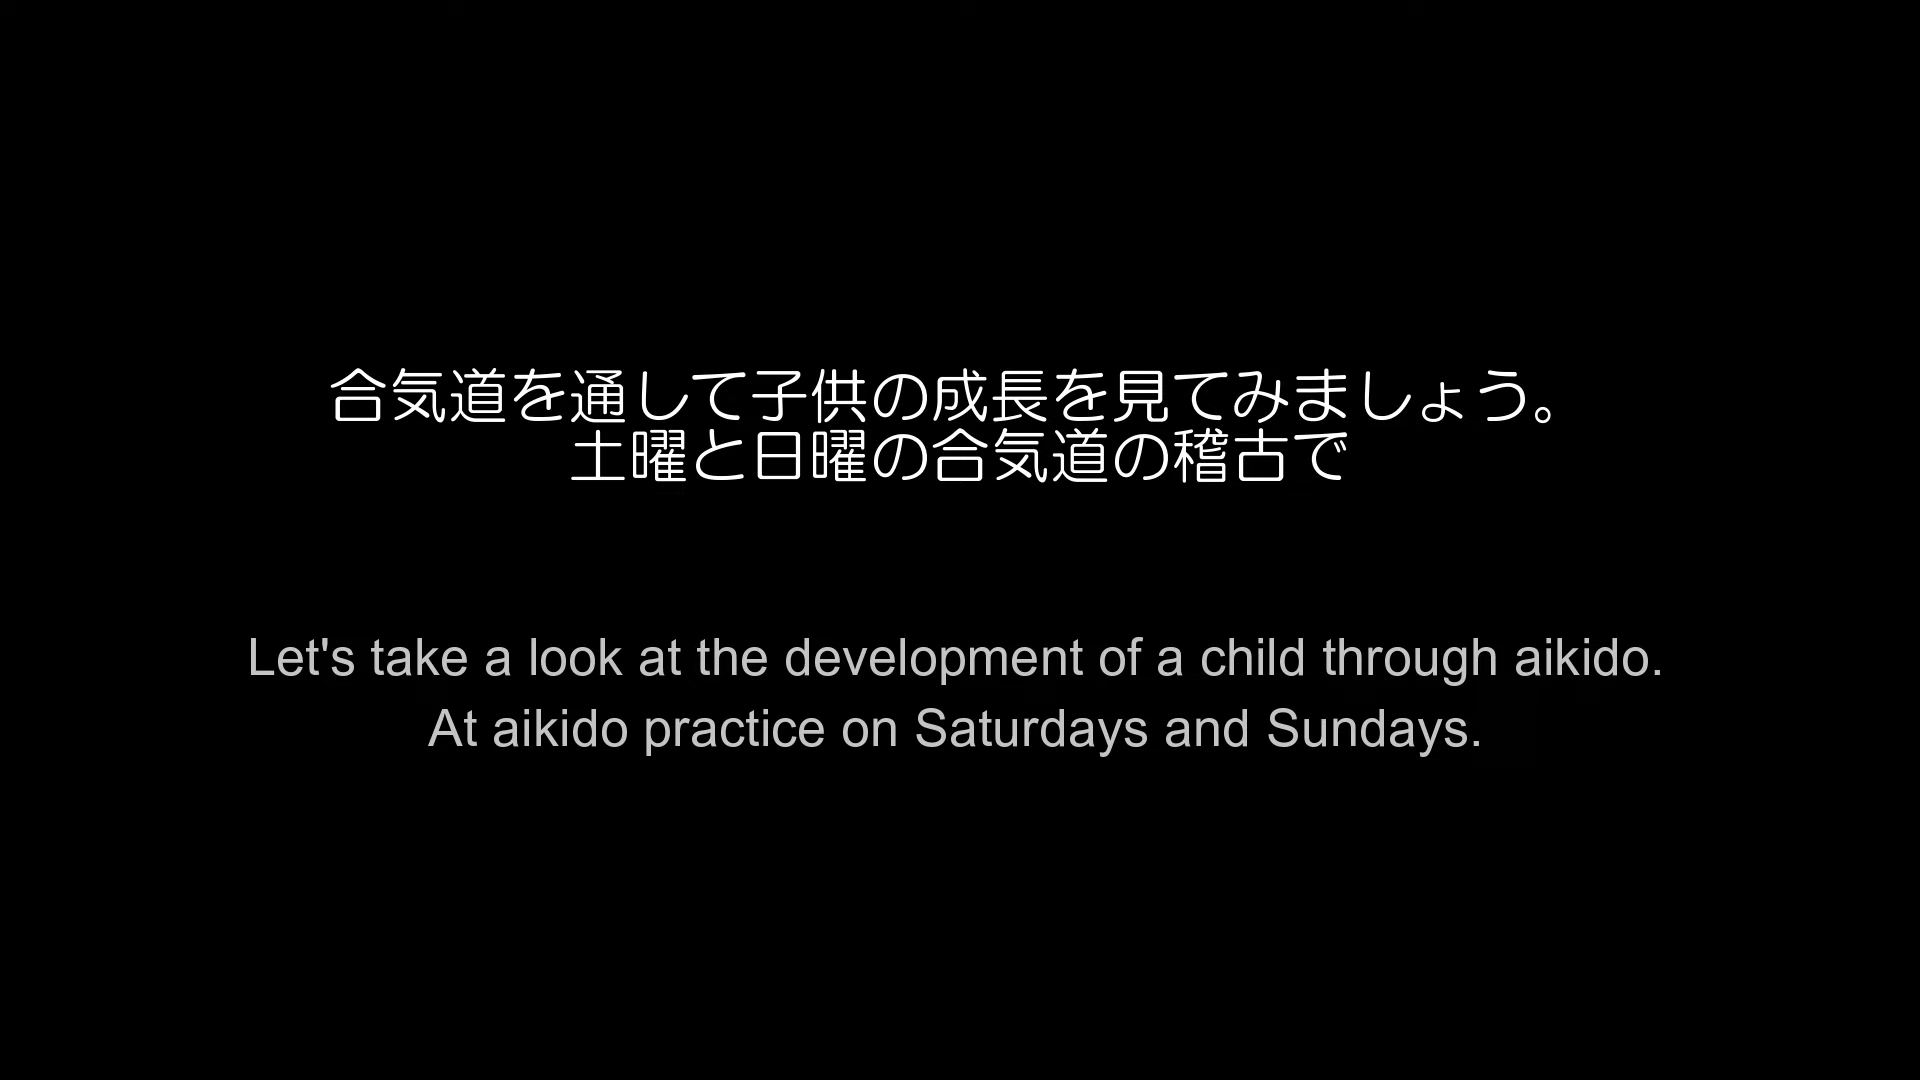 合気道を通して子供の成長を見てみましょう。
土曜と日曜の合気道の稽古で
Let's take a look at the development of a child through aikido.
At aikido practice on Saturdays and Sundays.